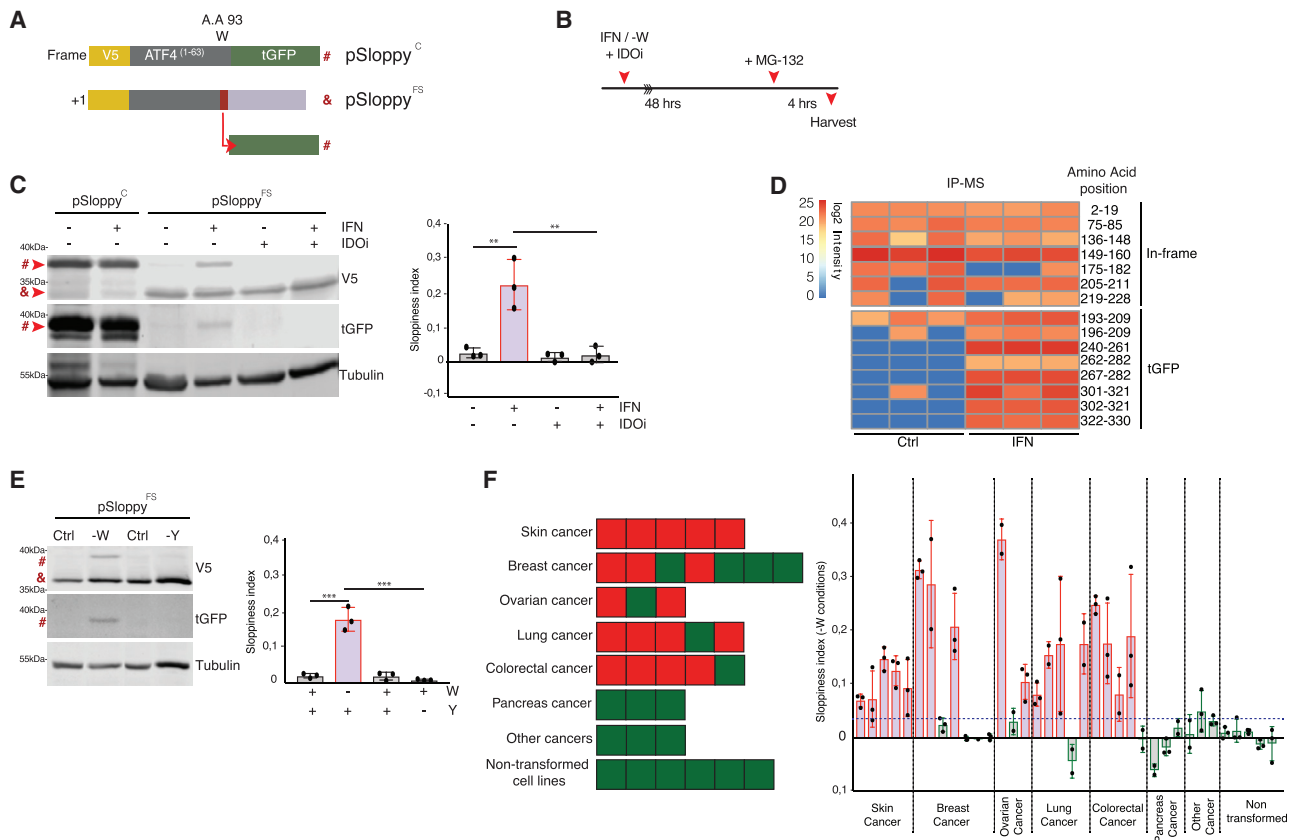 A
A.A 93
W
Frame
V5
ATF4 (1-63)
tGFP
#
pSloppy C
+1
&
pSloppy FS
#
B
IFN / -W
+ IDOi
+ MG-132
48 hrs
4 hrs
Harvest
C
pSloppy C
pSloppy FS
- + - + - + IFN
- - - - + + IDOi
40kDa
#
35kDa
&
V5
40kDa
#
tGFP
55kDa
Tubulin
Sloppiness index
0,4
0,3
0,2
0,1
0
-0,1
**
**
- + - + IFN
- - + + IDOi
D
IP-MS
Amino Acid
position
25
20
15
10
5
0
log2 Intensity
2-19
75-85
136-148
149-160
175-182
205-211
219-228
In-frame
193-209
196-209
240-261
262-282
267-282
301-321
302-321
322-330
tGFP
Ctrl
IFN
E
pSloppy FS
Ctrl -W Ctrl -Y
40kDa
#
&
35kDa
V5
40kDa
#
tGFP
55kDa
Tubulin
Sloppiness index
0,4
0,3
0,2
0,1
0
***
***
+ - + + W
+ + + - Y
F
Skin cancer
Breast cancer
Ovarian cancer
Lung cancer
Colorectal cancer
Pancreas cancer
Other cancers
Non-transformed
cell lines
Sloppiness index (-W conditions)
0,4
0,3
0,2
0,1
0
0,1
Skin
Cancer
Breast
Cancer
Ovarian
Cancer
Lung
Cancer
Colorectal
Cancer
Pancreas
Cancer
Other
Cancer
Non
transformed